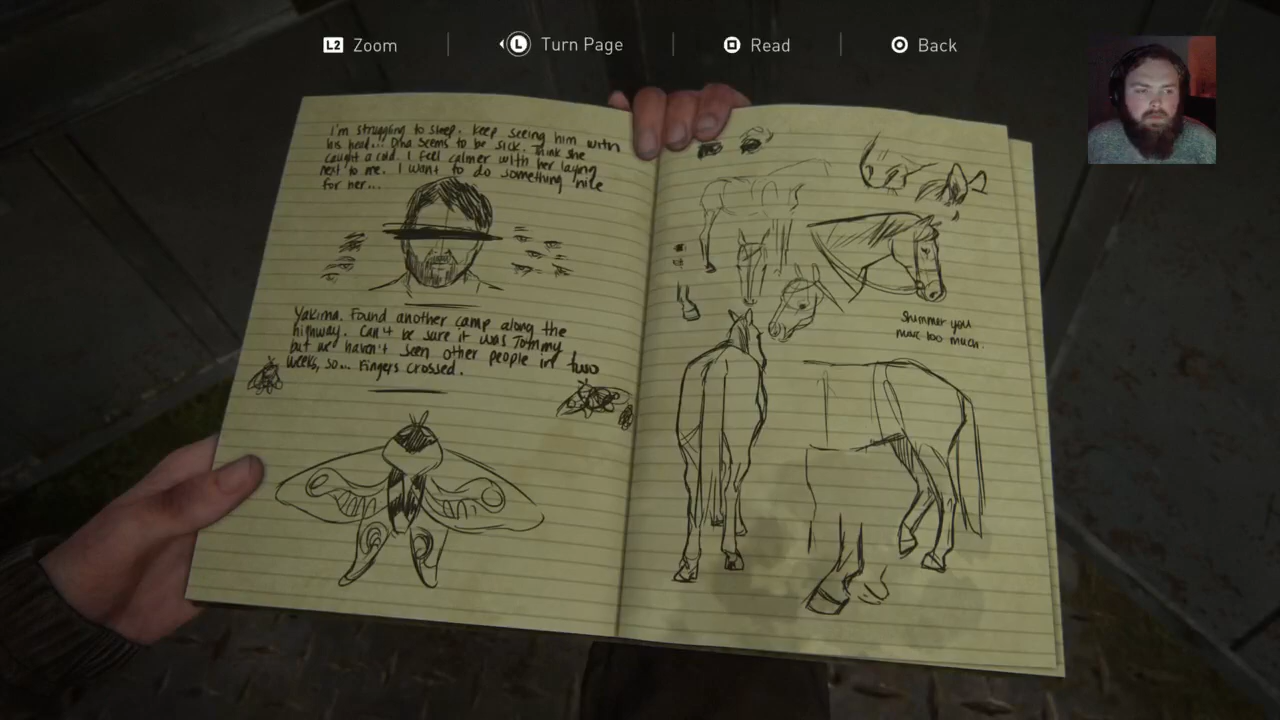 L2 Zoom
L Turn Page
Read
Back
I'm struggling to sleep. Keep seeing him with
his head... Dina seems to be sick. Think she
caught a cold. I feel calmer with her laying
next to me. I want to do something nice
for her...
Yakima. Found another camp along the
highway. Can't be sure it was Tommy
but we haven't seen other people in two
weeks, so... Fingers crossed.
Shimmer you
move too much.